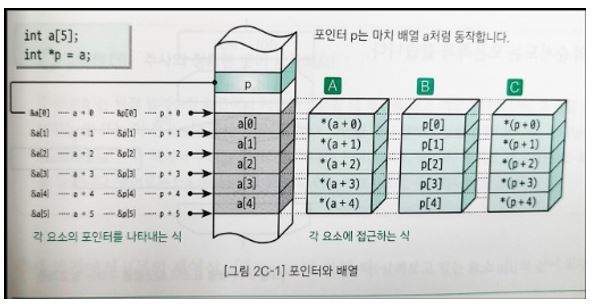 int a[5];
int *p = a;
포인터 p는 마치 배열 a처럼 동작합니다.
p
A B C
&a[0] a + 0 &p[0] p + 0 a[0] *(a+0) p[0] *(p+0)
&a[1] a + 1 &p[1] p + 1 a[1] *(a+1) p[1] *(p+1)
&a[2] a + 2 &p[2] p + 2 a[2] *(a+2) p[2] *(p+2)
&a[3] a + 3 &p[3] p + 3 a[3] *(a+3) p[3] *(p+3)
&a[4] a + 4 &p[4] p + 4 a[4] *(a+4) p[4] *(p+4)
&a[5] a + 5 &p[5] p + 5
각 요소의 포인터를 나타내는 식 각 요소에 접근하는 식
[그림 2C-1] 포인터와 배열